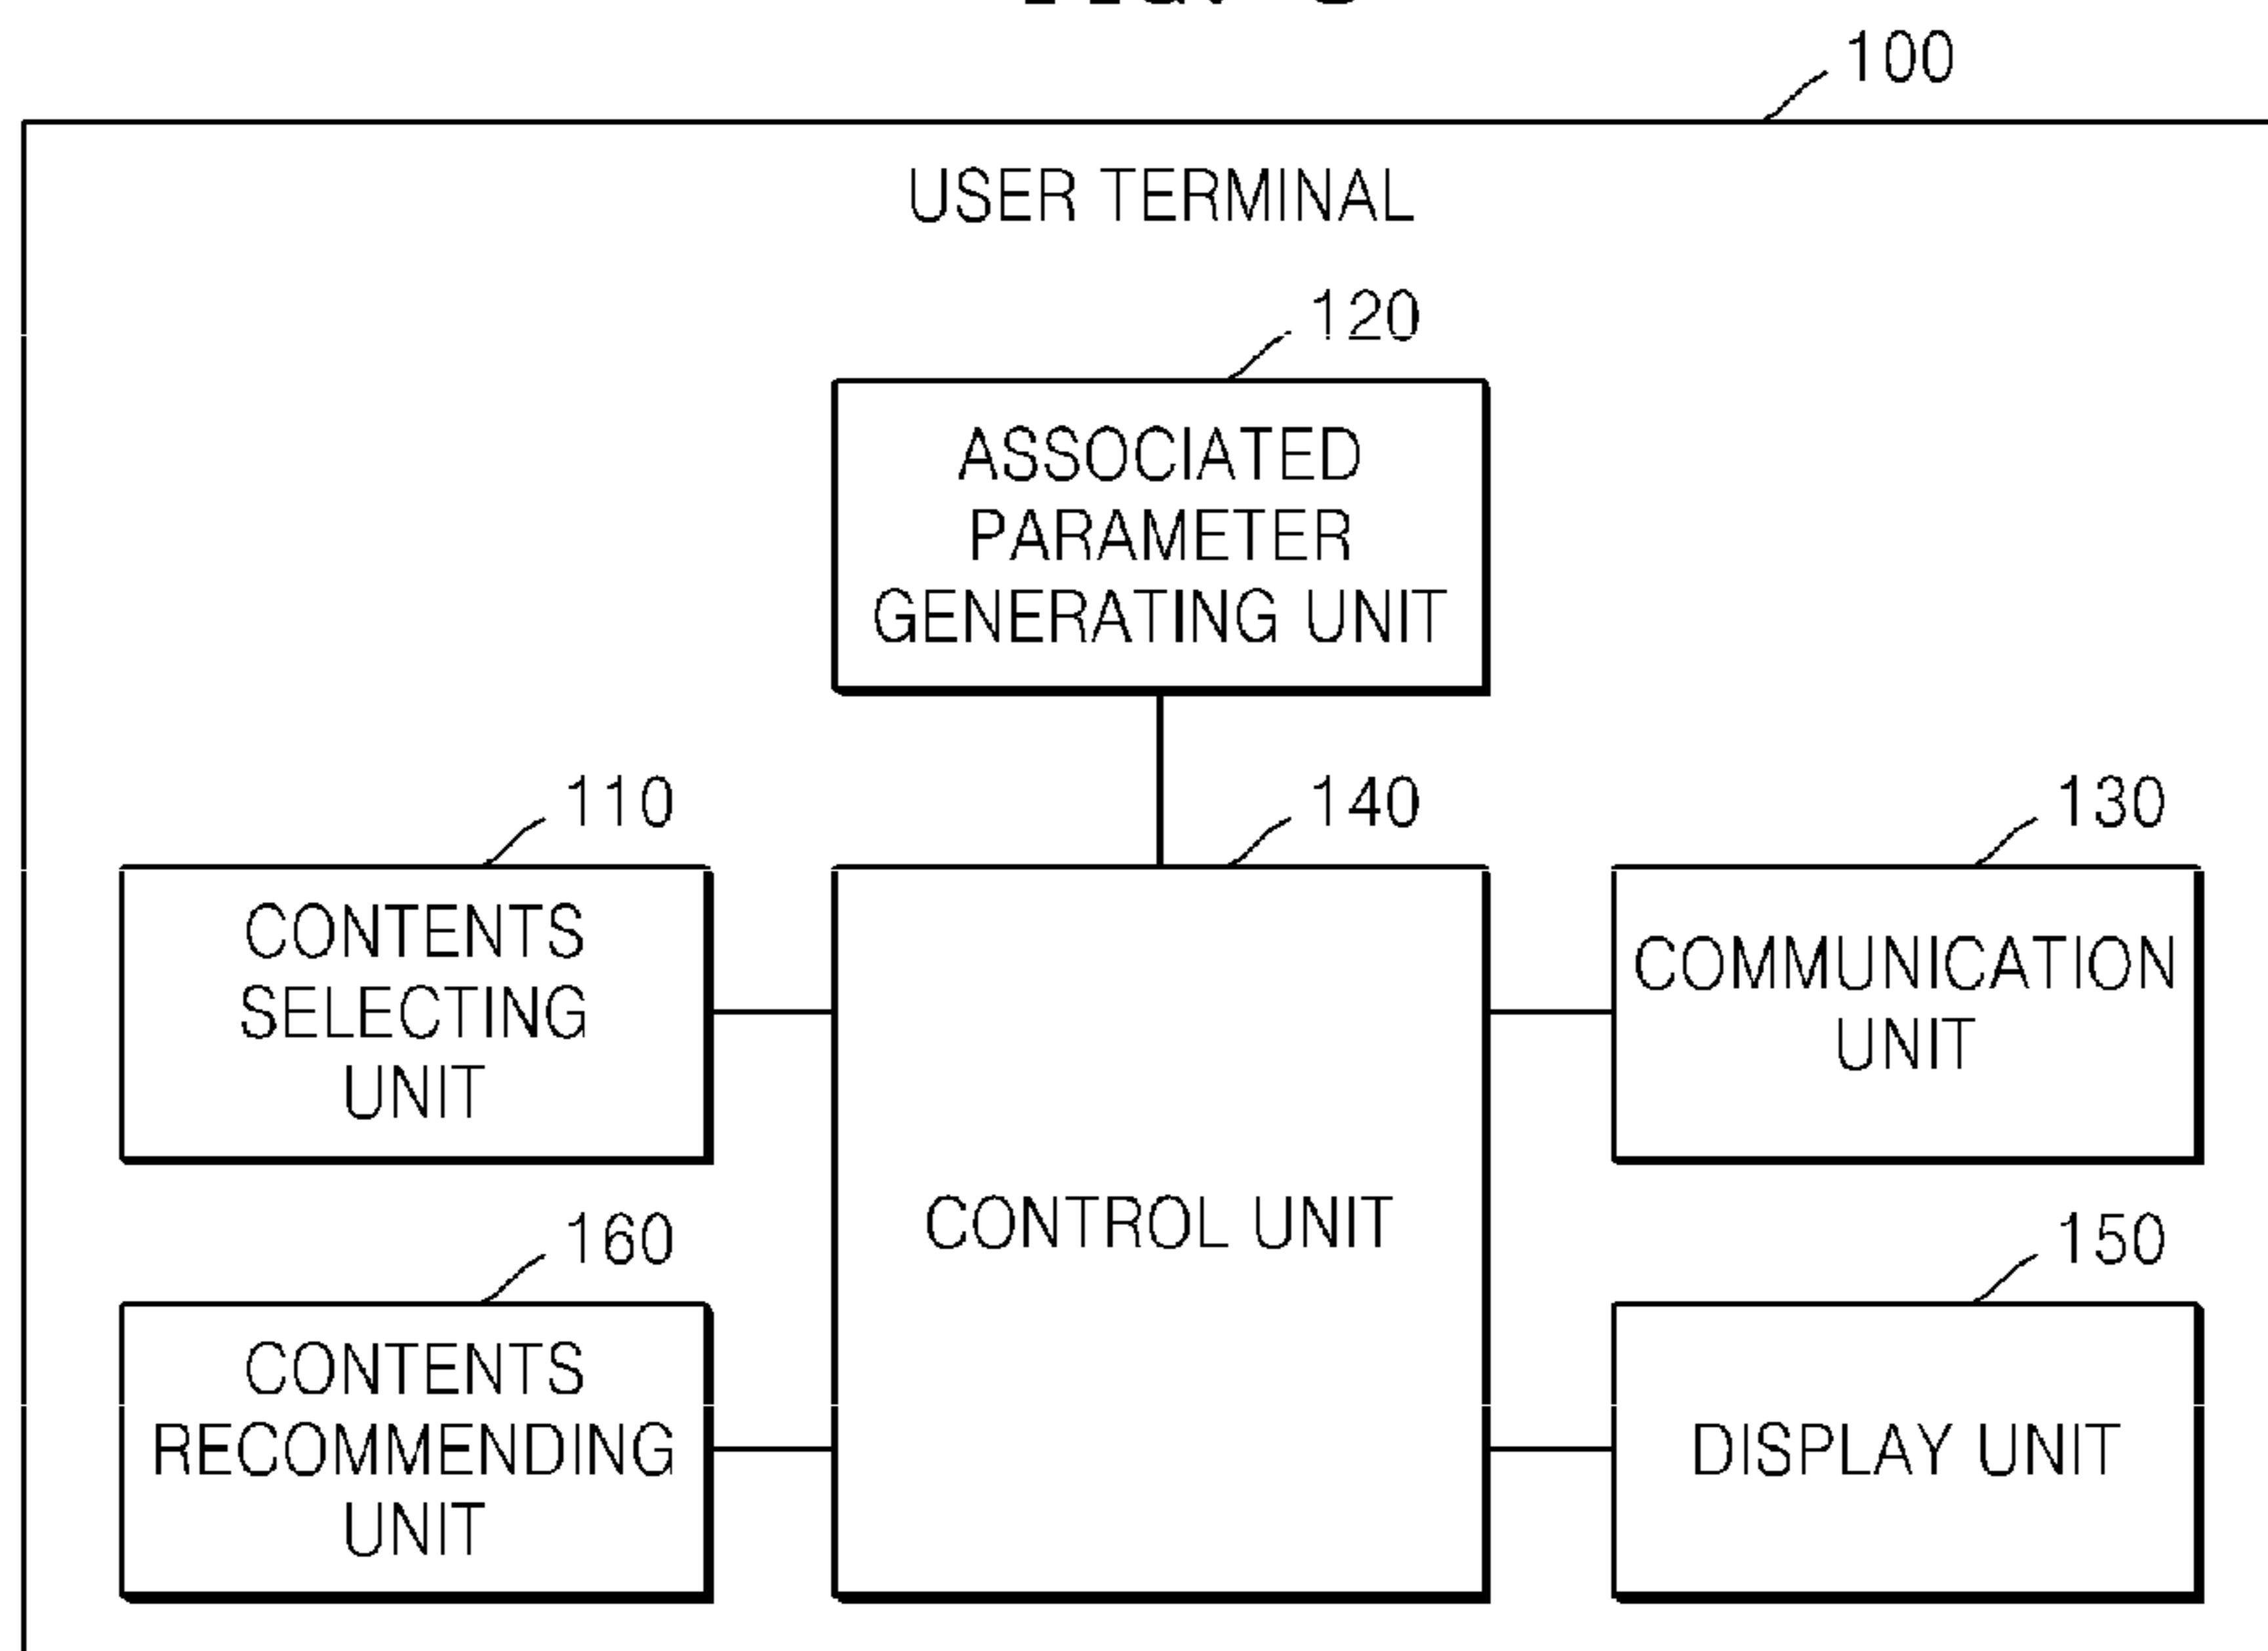 100
USER TERMINAL
120
ASSOCIATED
PARAMETER
GENERATING UNIT
110
140
130
CONTENTS
SELECTING
UNIT
COMMUNICATION
UNIT
CONTROL UNIT
160
150
CONTENTS
RECOMMENDING
UNIT
DISPLAY UNIT